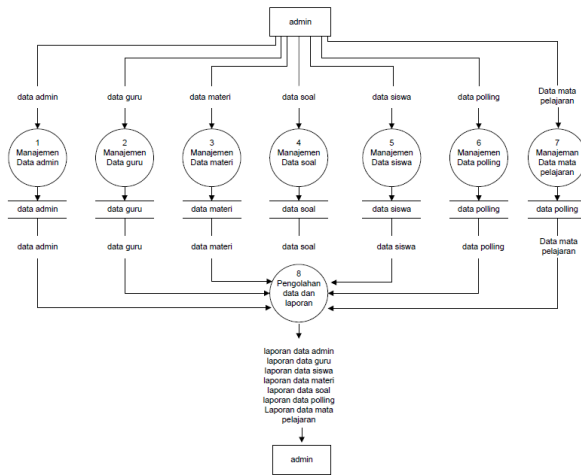 admin
data admin
data guru
data materi
data soal
data siswa
data polling
Data mata
pelajaran
1
Manajemen
Data admin
2
Manajemen
Data guru
3
Manajemen
Data materi
4
Manajemen
Data soal
5
Manajemen
Data siswa
6
Manajemen
Data polling
7
Manajeman
Data mata
pelajaran
data admin
data guru
data materi
data soal
data siswa
data polling
data polling
data admin
data guru
data materi
data soal
data siswa
data polling
Data mata
pelajaran
8
Pengolahan
data dan
laporan
laporan data admin
laporan data guru
laporan data siswa
laporan data materi
laporan data soal
laporan data polling
Laporan data mata
pelajaran
admin